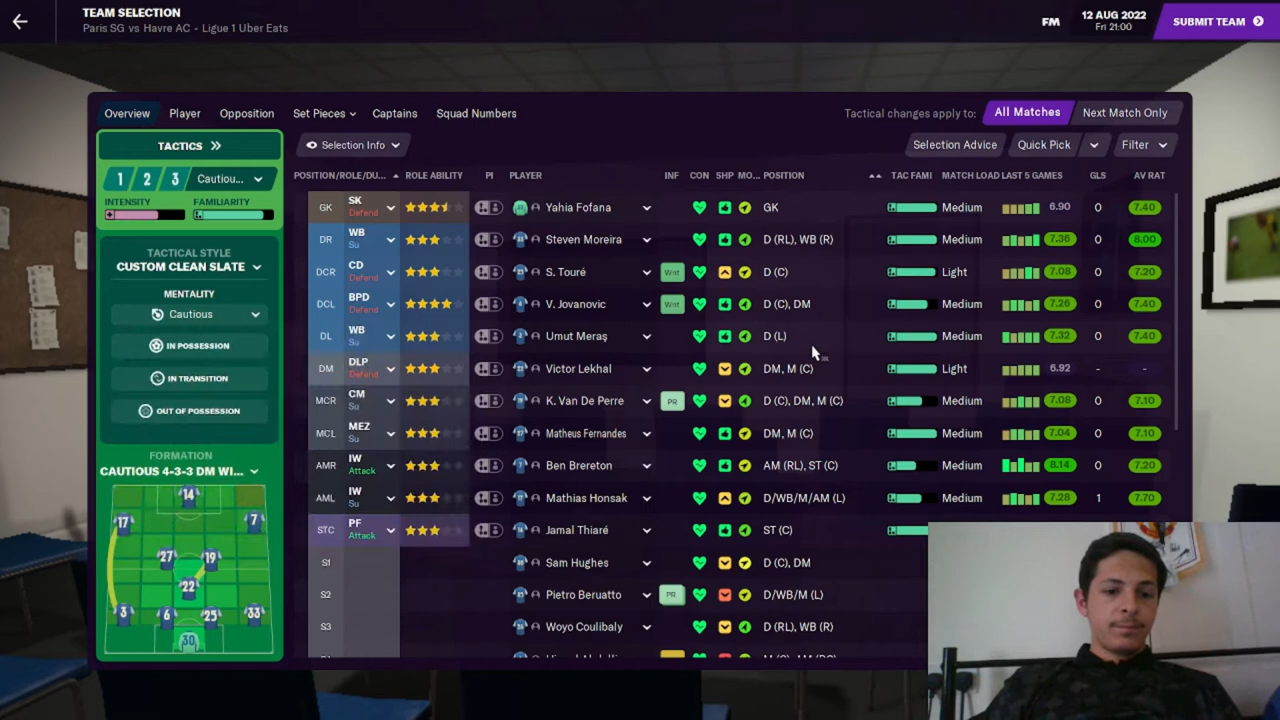 TEAM SELECTION
Paris SG vs Havre AC - Ligue 1 Uber Eats
FM
12 AUG 2022
Fri 21:00
SUBMIT TEAM
Overview Player Opposition Set Pieces Captains Squad Numbers
Tactical changes apply to: All Matches Next Match Only
TACTICS
Selection Info
Selection Advice Quick Pick Filter
1 2 3 Cautiou...
INTENSITY FAMILIARITY
TACTICAL STYLE
CUSTOM CLEAN SLATE
MENTALITY
Cautious
IN POSSESSION
IN TRANSITION
OUT OF POSSESSION
FORMATION
CAUTIOUS 4-3-3 DM WI...
14
17 7
27 19
22
3 6 25 33
30
POSITION/ROLE/DU... ROLE ABILITY PI PLAYER INF CON SHP MO... POSITION TAC FAMI MATCH LOAD LAST 5 GAMES GLS AV RAT
GK SK Defend Yahia Fofana GK Medium 6.90 0 7.40
DR WB Su Steven Moreira D (RL), WB (R) Medium 7.36 0 8.00
DCR CD Defend S. Touré Wnt D (C) Light 7.08 0 7.20
DCL BPD Defend V. Jovanovic Wnt D (C), DM Medium 7.26 0 7.40
DL WB Su Umut Meraş D (L) Medium 7.32 0 7.40
DM DLP Defend Victor Lekhal DM, M (C) Light 6.92 - -
MCR CM Su K. Van De Perre PR D (C), DM, M (C) Medium 7.08 0 7.10
MCL MEZ Su Matheus Fernandes DM, M (C) Medium 7.04 0 7.10
AMR IW Attack Ben Brereton AM (RL), ST (C) Medium 8.14 0 7.20
AML IW Su Mathias Honsak D/WB/M/AM (L) Medium 7.28 1 7.70
STC PF Attack Jamal Thiaré ST (C)
S1 Sam Hughes D (C), DM
S2 Pietro Beruatto PR D/WB/M (L)
S3 Woyo Coulibaly D (RL), WB (R)